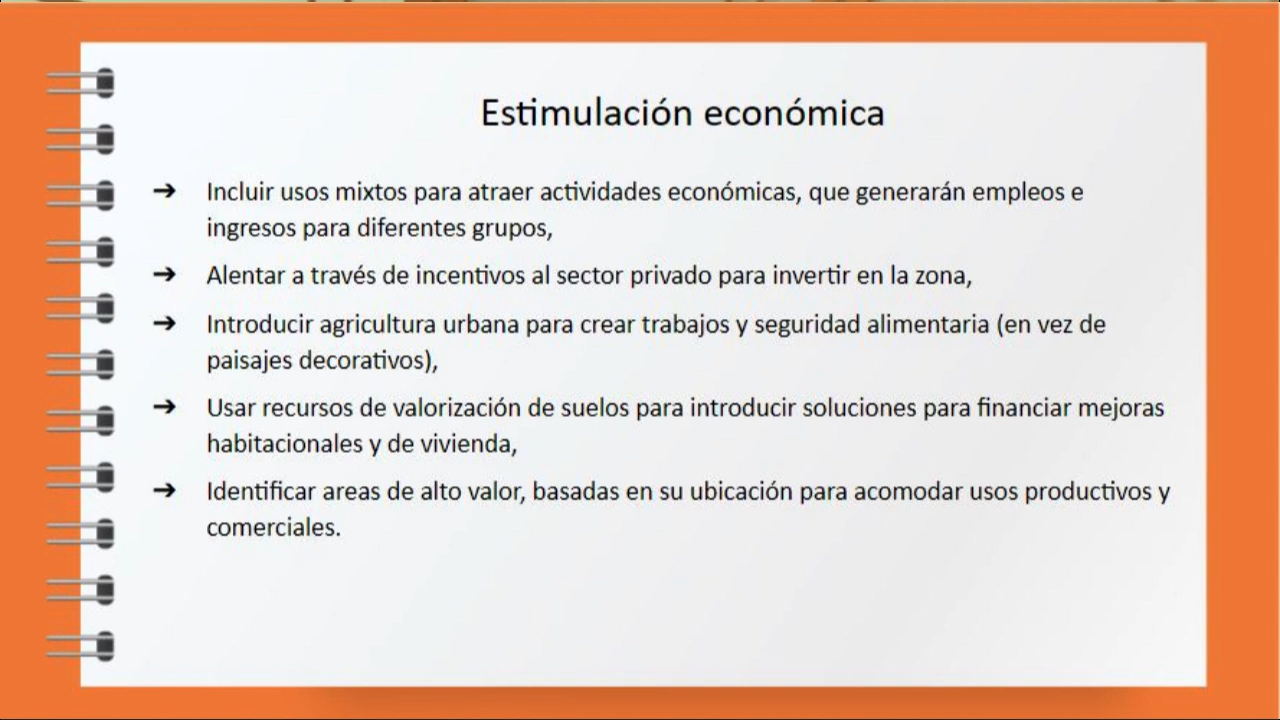 Estimulación económica
➔ Incluir usos mixtos para atraer actividades económicas, que generarán empleos e
ingresos para diferentes grupos,
➔ Alentar a través de incentivos al sector privado para invertir en la zona,
➔ Introducir agricultura urbana para crear trabajos y seguridad alimentaria (en vez de
paisajes decorativos),
➔ Usar recursos de valorización de suelos para introducir soluciones para financiar mejoras
habitacionales y de vivienda,
➔ Identificar areas de alto valor, basadas en su ubicación para acomodar usos productivos y
comerciales.